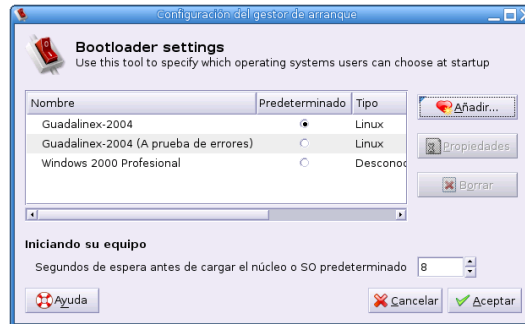 Configuración del gestor de arranque
Bootloader settings
Use this tool to specify which operating systems users can choose at startup
Nombre Predeterminado Tipo
Guadalinex-2004 Linux
Guadalinex-2004 (A prueba de errores) Linux
Windows 2000 Profesional Desconoc
Añadir...
Propiedades
Borrar
Iniciando su equipo
Segundos de espera antes de cargar el núcleo o SO predeterminado 8
Ayuda Cancelar Aceptar